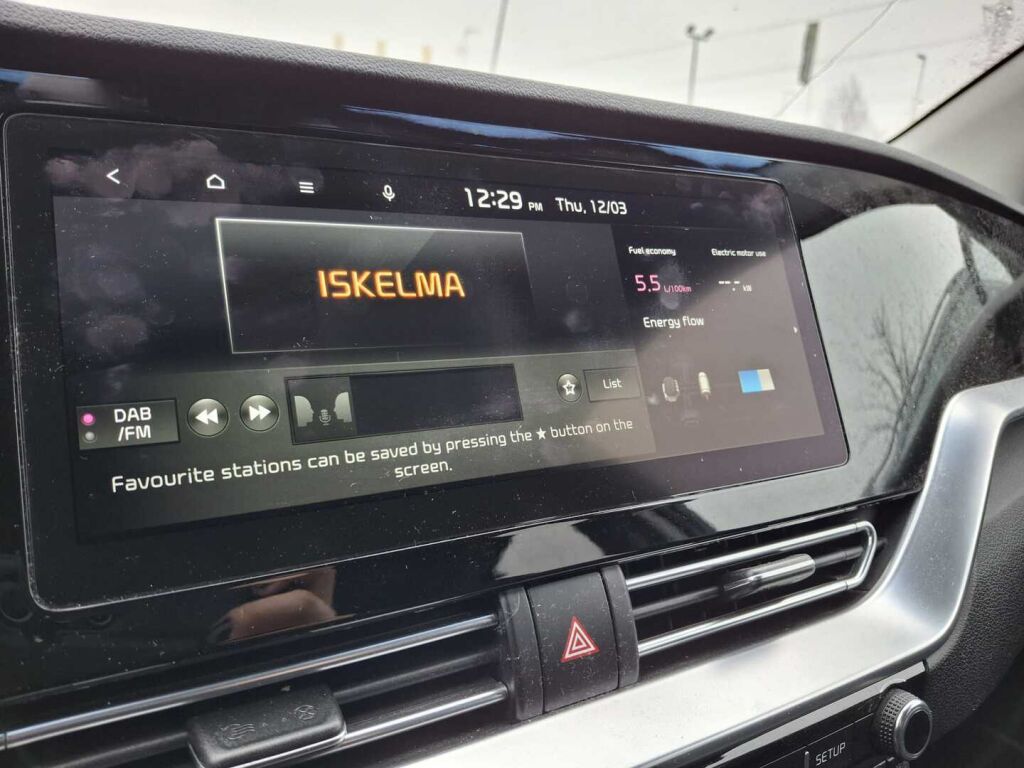 12:29 PM Thu, 12/03
ISKELMA
Fuel economy
Electric motor use
5.5 L/100km
--.- kW
Energy flow
DAB
/FM
List
Favourite stations can be saved by pressing the ★ button on the
screen.
SETUP